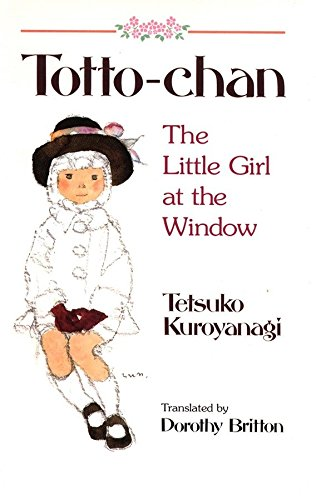 Totto-chan
The
Little Girl
at the
Window
Tetsuko
Kuroyanagi
Translated by
Dorothy Britton